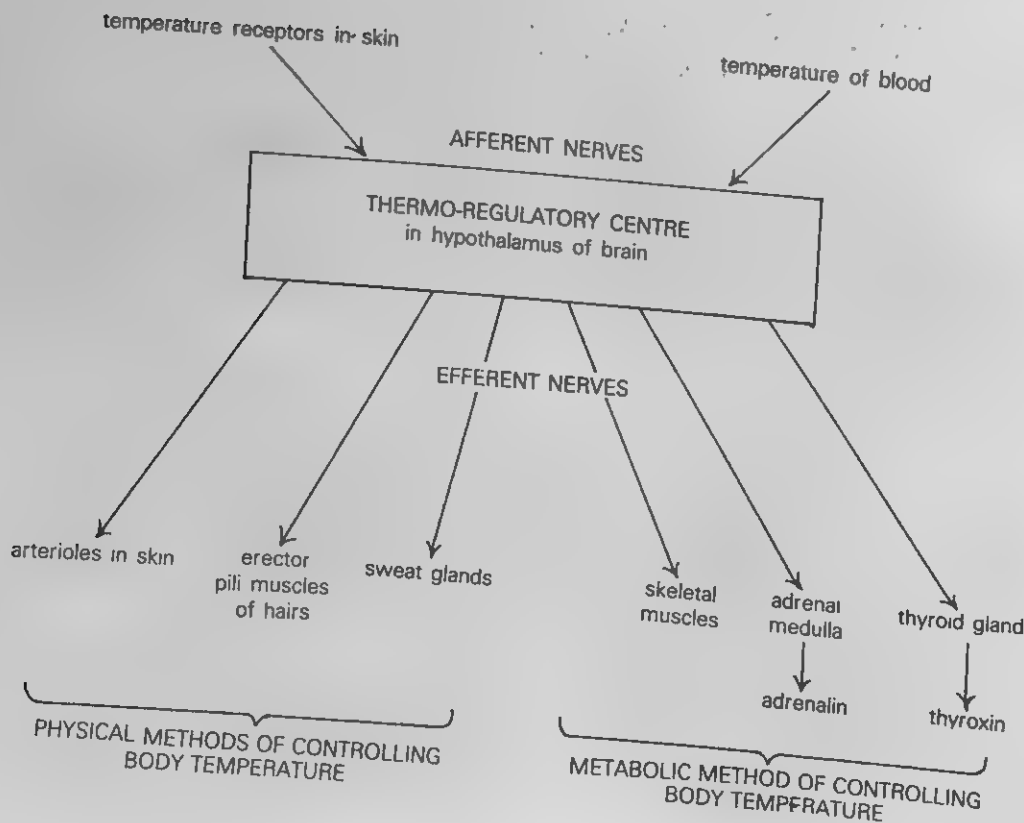 temperature receptors in skin
temperature of blood
AFFERENT NERVES
THERMO-REGULATORY CENTRE
in hypothalamus of brain
EFFERENT NERVES
arterioles in skin
erector
pili muscles
of hairs
sweat glands
skeletal
muscles
adrenal
medulla
thyroid gland
adrenalin
thyroxin
PHYSICAL METHODS OF CONTROLLING
BODY TEMPERATURE
METABOLIC METHOD OF CONTROLLING
BODY TEMPERATURE